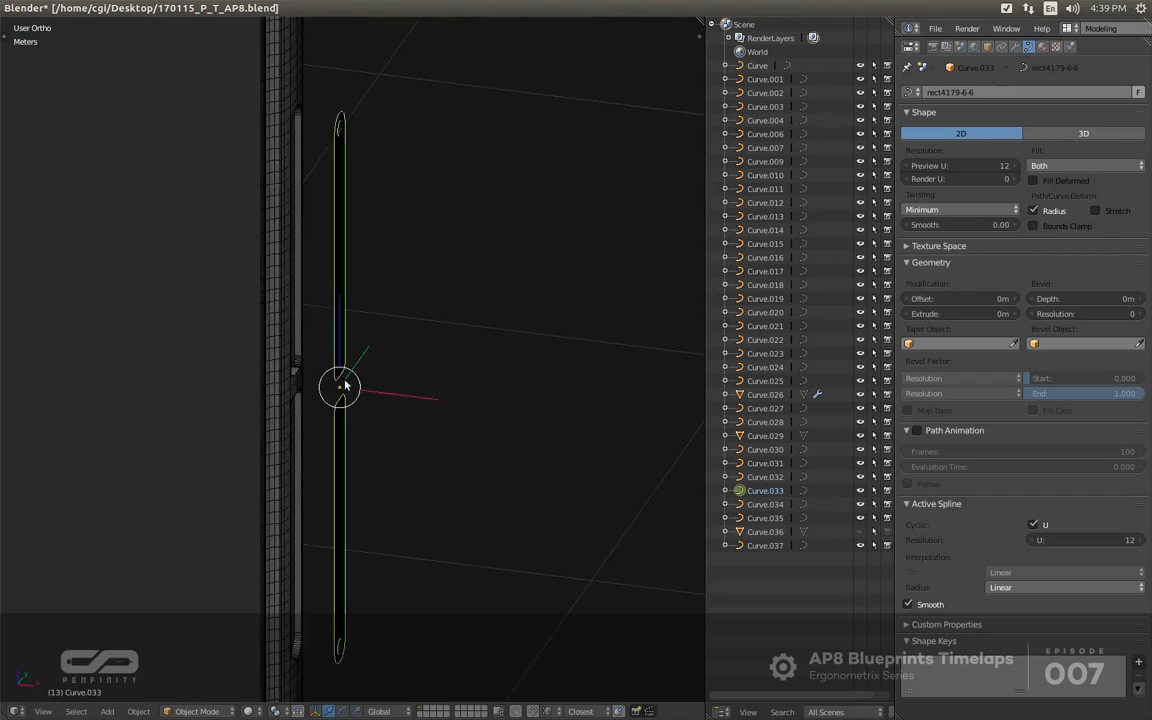 Blender* [/home/cgi/Desktop/170115_P_T_AP8.blend]
En
4:39 PM
User Ortho
Meters
Scene
RenderLayers
World
Curve
Curve.001
Curve.002
Curve.003
Curve.004
Curve.006
Curve.007
Curve.009
Curve.010
Curve.011
Curve.012
Curve.013
Curve.014
Curve.015
Curve.016
Curve.017
Curve.018
Curve.019
Curve.020
Curve.021
Curve.022
Curve.023
Curve.024
Curve.025
Curve.026
Curve.027
Curve.028
Curve.029
Curve.030
Curve.031
Curve.032
Curve.033
Curve.034
Curve.035
Curve.036
Curve.037
File Render Window Help Modeling
Curve.033 rect4179-6-6
rect4179-6-6 F
Shape
2D 3D
Resolution: Fill:
Preview U: 12 Both
Render U: 0 Fill Deformed
Twisting: Path/Curve-Deform:
Minimum Radius Stretch
Smooth: 0.00 Bounds Clamp
Texture Space
Geometry
Modification: Bevel:
Offset: 0m Depth: 0m
Extrude: 0m Resolution: 0
Taper Object: Bevel Object:
Bevel Factor:
Resolution Start: 0.000
Resolution End: 1.000
Map Taper Fill Caps
Path Animation
Frames: 100
Evaluation Time: 0.000
Follow
Active Spline
Cyclic: U
Resolution: U: 12
Interpolation:
Tilt: Linear
Radius: Linear
Smooth
Custom Properties
Shape Keys
PENFINITY
AP8 Blueprints Timelaps
Ergonometrix Series
EPISODE
007
(13) Curve.033
View Select Add Object Object Mode Global Closest
View Search All Scenes